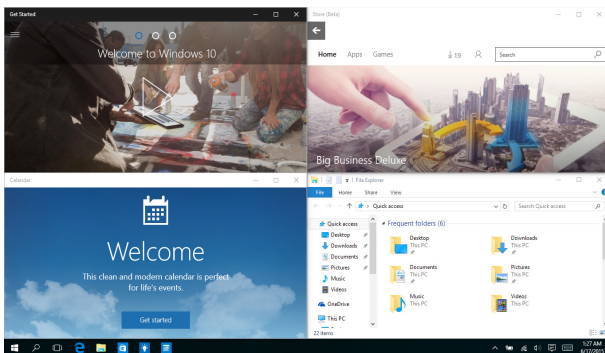 Get Started
Welcome to Windows 10
Store (Beta)
Home Apps Games 19 Search
Big Business Deluxe
Calendar
Welcome
This clean and modern calendar is perfect
for life's events.
Get started
File Explorer
File Home Share View
Quick access Search Quick access
Quick access
Desktop
Downloads
Documents
Pictures
Music
Videos
OneDrive
This PC
Frequent folders (6)
Desktop
This PC
Downloads
This PC
Documents
This PC
Pictures
This PC
Music
This PC
Videos
This PC
22 items
1:27 AM
6/17/2015